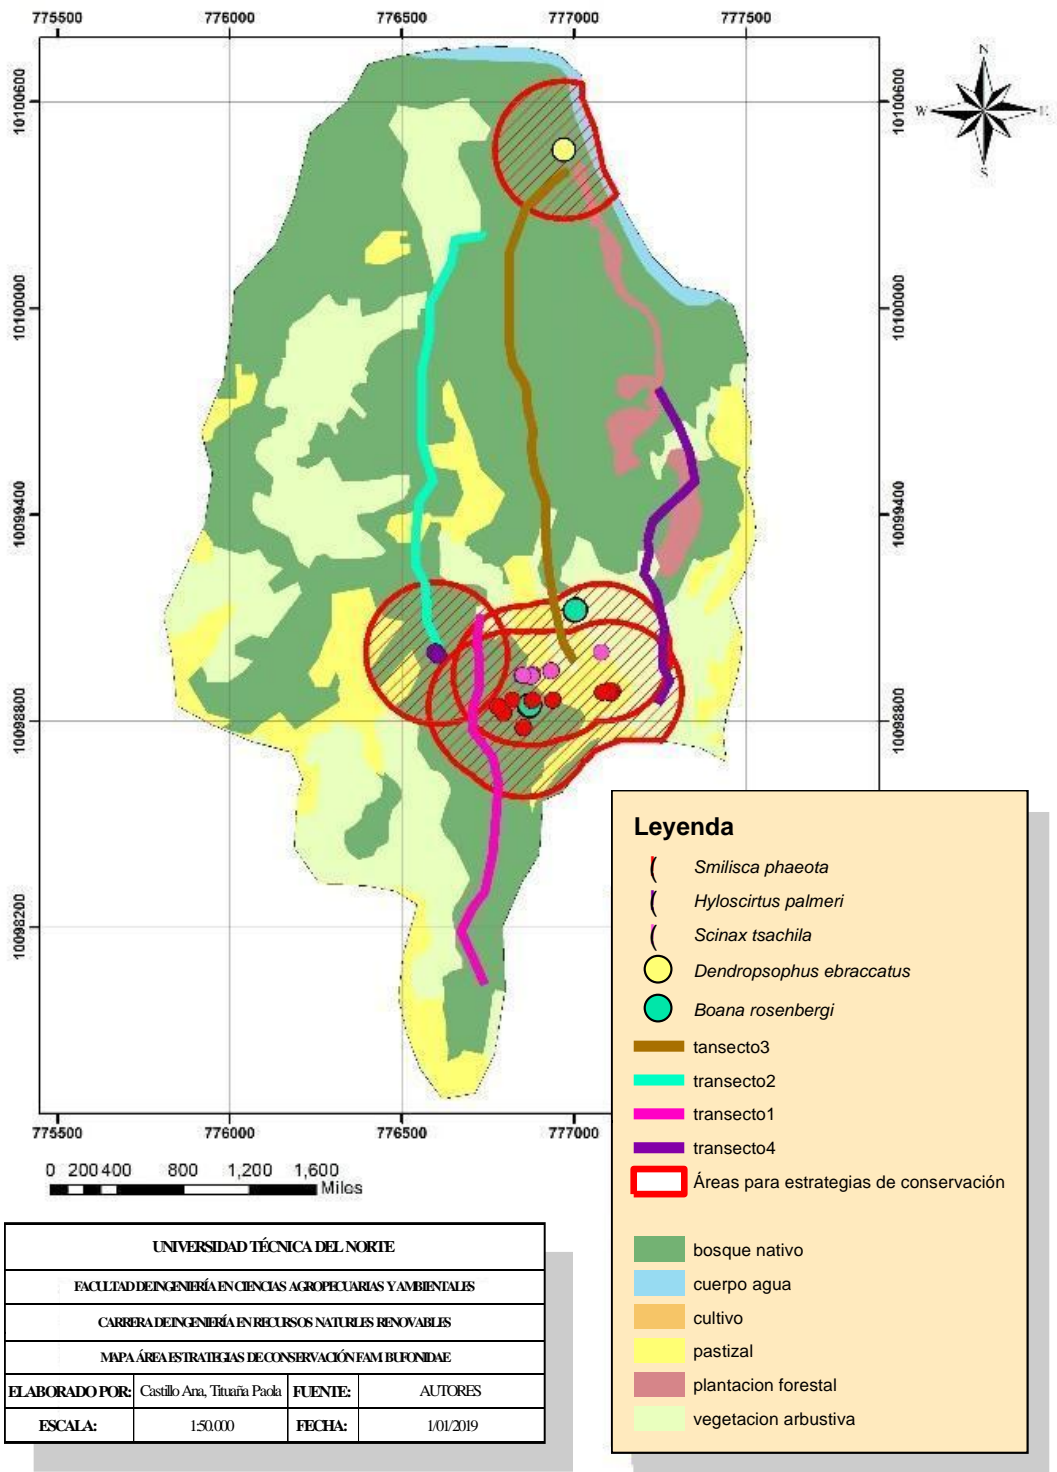 775500 776000 776500 777000 777500
N
W E
S
10100600 10100600
10100000 10100000
10099400 10099400
10098800 10098800
10098200
775500 776000 776500 777000
0 200 400 800 1,200 1,600
Miles
Leyenda
Smilisca phaeota
Hyloscirtus palmeri
Scinax tsachila
Dendropsophus ebraccatus
Boana rosenbergi
tansecto3
transecto2
transecto1
transecto4
Áreas para estrategias de conservación
bosque nativo
cuerpo agua
cultivo
pastizal
plantacion forestal
vegetacion arbustiva
UNIVERSIDAD TÉCNICA DEL NORTE
FACULTAD DE INGENIERÍA EN CIENCIAS AGROPECUARIAS Y AMBIENTALES
CARRERA DE INGENIERÍA EN RECURSOS NATURLES RENOVABLES
MAPA ÁREA ESTRATEGIAS DE CONSERVACIÓN FAM. BUFONIDAE
ELABORADO POR: Castillo Ana, Tituaña Paola FUENTE: AUTORES
ESCALA: 1:50.000 FECHA: 1/01/2019